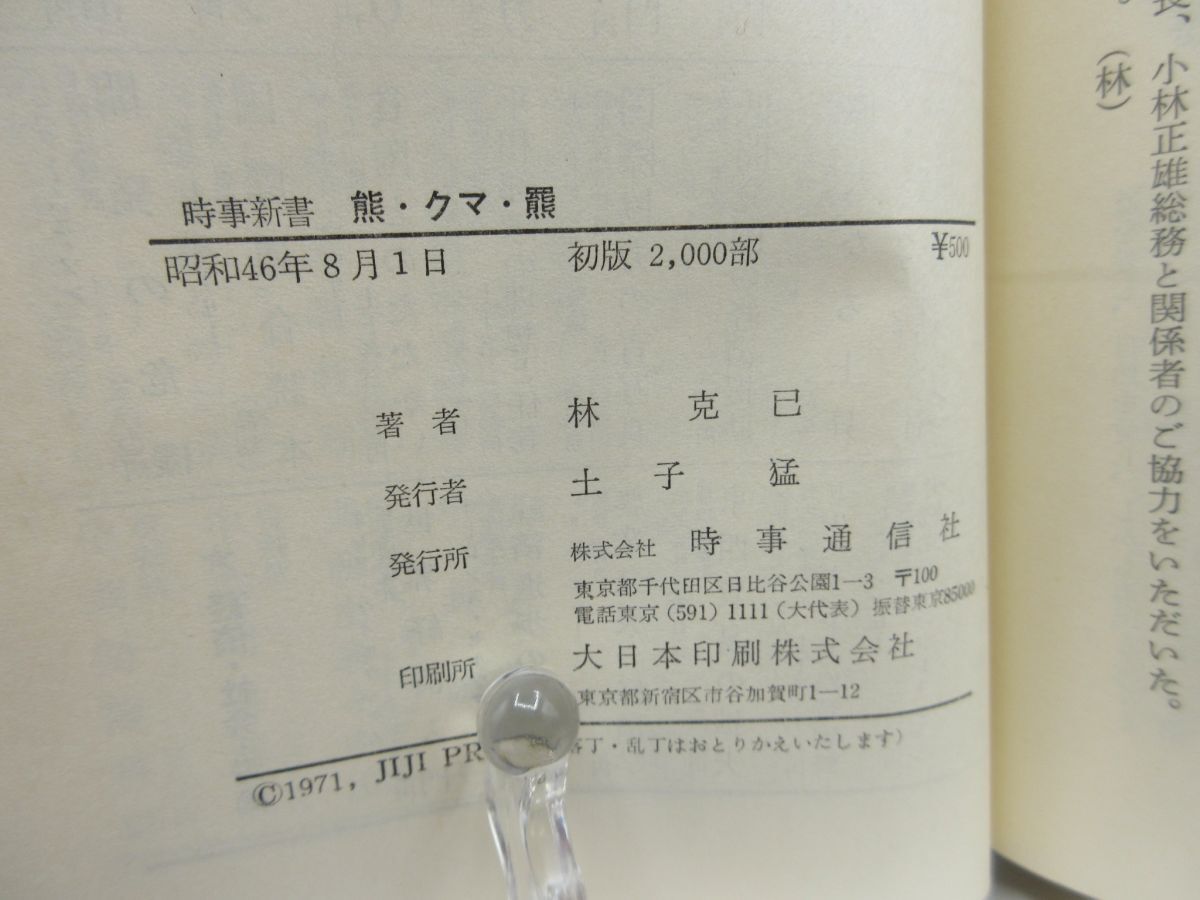 長、小林正雄総務と関係者のご協力をいただいた。
(林)
時事新書 熊・クマ・羆
昭和46年8月1日 初版 2,000部 ¥500
著者 林克已
発行者 土子猛
発行所 株式会社 時事通信社
東京都千代田区日比谷公園1—3 〒100
電話東京(591)1111(大代表) 振替東京85000
印刷所 大日本印刷株式会社
東京都新宿区市谷加賀町1—12
©1971, JIJI PR 落丁・乱丁はおとりかえいたします)